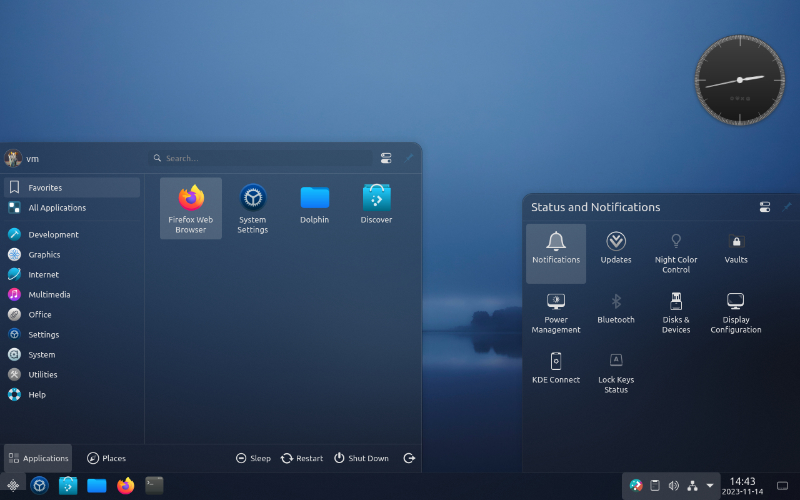 vm
Search...
Favorites
All Applications
Development
Graphics
Internet
Multimedia
Office
Settings
System
Utilities
Help
Firefox Web
Browser
System
Settings
Dolphin
Discover
Applications
Places
Sleep
Restart
Shut Down
Status and Notifications
Notifications
Updates
Night Color
Control
Vaults
Power
Management
Bluetooth
Disks &
Devices
Display
Configuration
KDE Connect
Lock Keys
Status
14:43
2023-11-14